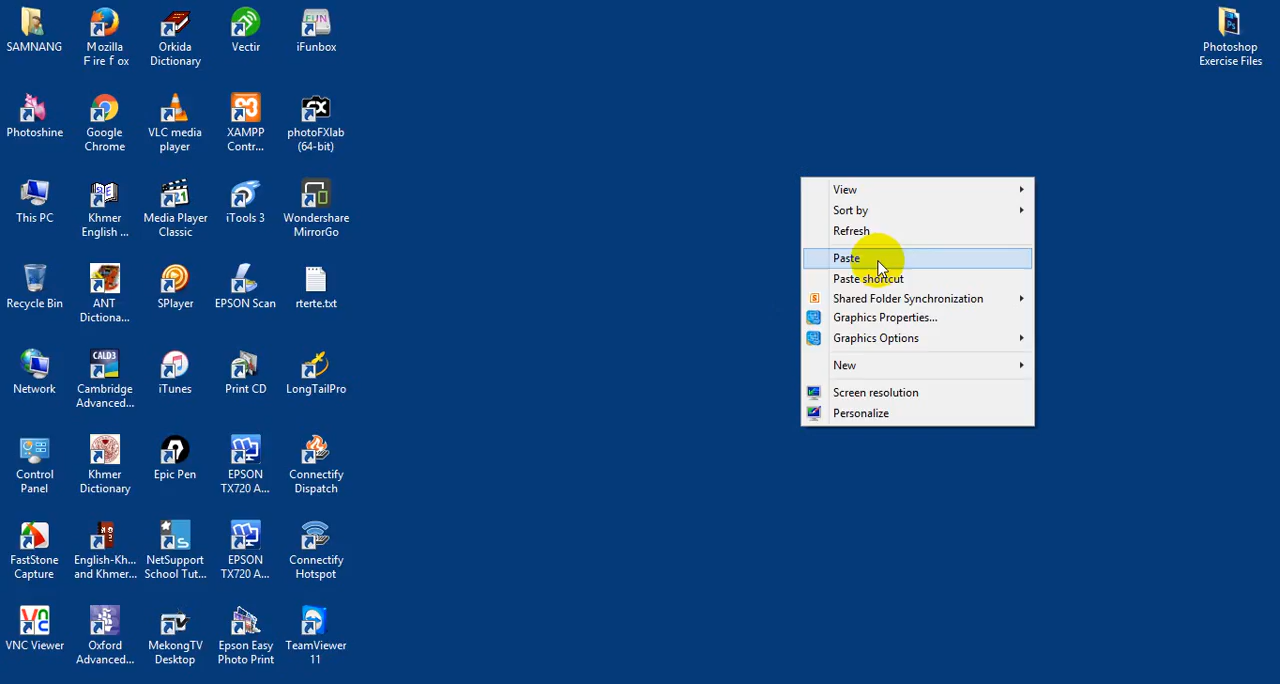 SAMNANG
Mozilla
Firefox
Orkida
Dictionary
Vectir
iFunbox
Photoshop
Exercise Files
Photoshine
Google
Chrome
VLC media
player
XAMPP
Contr...
photoFXlab
(64-bit)
This PC
Khmer
English ...
Media Player
Classic
iTools 3
Wondershare
MirrorGo
Recycle Bin
ANT
Dictiona...
SPlayer
EPSON Scan
rterte.txt
Network
CALD3
Cambridge
Advanced...
iTunes
Print CD
LongTailPro
Control
Panel
Khmer
Dictionary
Epic Pen
EPSON
TX720 A...
Connectify
Dispatch
FastStone
Capture
English-Kh...
and Khmer...
NetSupport
School Tut...
EPSON
TX720 A...
Connectify
Hotspot
VNC Viewer
Oxford
Advanced...
MekongTV
Desktop
Epson Easy
Photo Print
TeamViewer
11
View
Sort by
Refresh
Paste
Paste shortcut
Shared Folder Synchronization
Graphics Properties...
Graphics Options
New
Screen resolution
Personalize